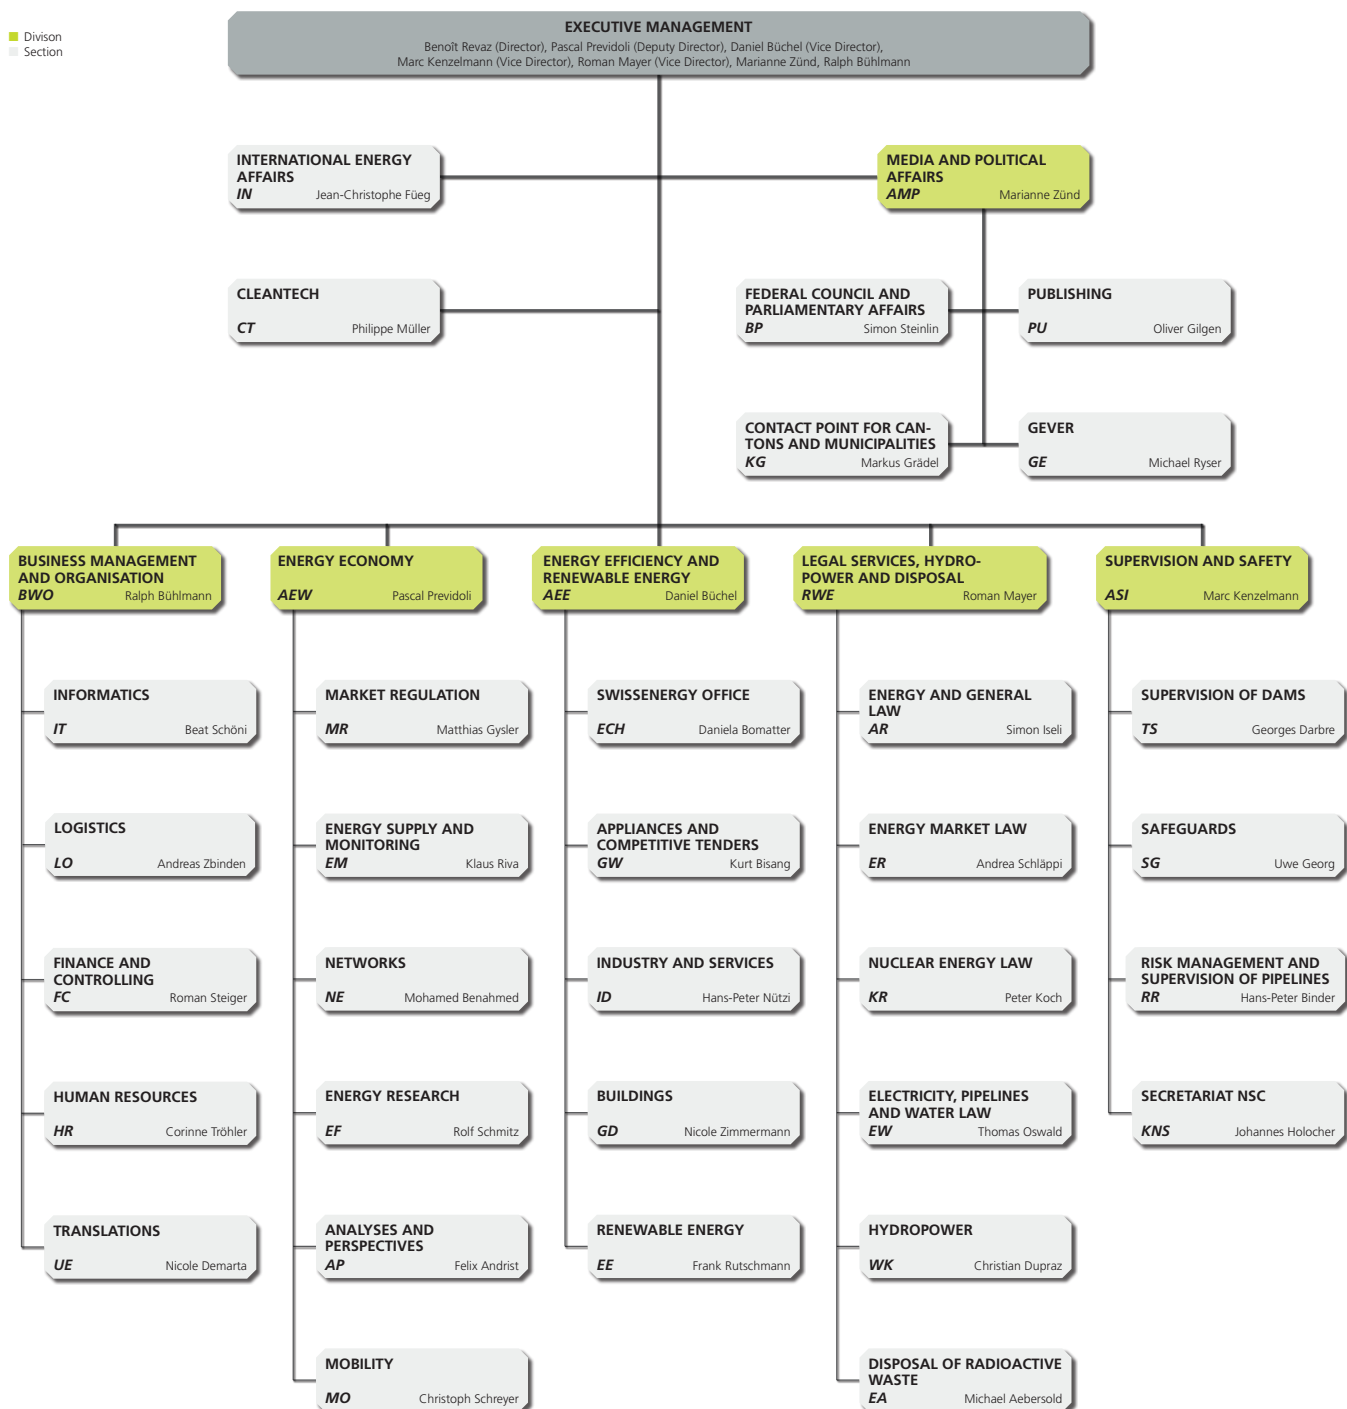 Divison
Section
EXECUTIVE MANAGEMENT
Benoît Revaz (Director), Pascal Previdoli (Deputy Director), Daniel Büchel (Vice Director),
Marc Kenzelmann (Vice Director), Roman Mayer (Vice Director), Marianne Zünd, Ralph Bühlmann
INTERNATIONAL ENERGY
AFFAIRS
IN Jean-Christophe Füeg
MEDIA AND POLITICAL
AFFAIRS
AMP Marianne Zünd
CLEANTECH
CT Philippe Müller
FEDERAL COUNCIL AND
PARLIAMENTARY AFFAIRS
BP Simon Steinlin
PUBLISHING
PU Oliver Gilgen
CONTACT POINT FOR CAN-
TONS AND MUNICIPALITIES
KG Markus Grädel
GEVER
GE Michael Ryser
BUSINESS MANAGEMENT
AND ORGANISATION
BWO Ralph Bühlmann
INFORMATICS
IT Beat Schöni
LOGISTICS
LO Andreas Zbinden
FINANCE AND
CONTROLLING
FC Roman Steiger
HUMAN RESOURCES
HR Corinne Tröhler
TRANSLATIONS
UE Nicole Demarta
ENERGY ECONOMY
AEW Pascal Previdoli
MARKET REGULATION
MR Matthias Gysler
ENERGY SUPPLY AND
MONITORING
EM Klaus Riva
NETWORKS
NE Mohamed Benahmed
ENERGY RESEARCH
EF Rolf Schmitz
ANALYSES AND
PERSPECTIVES
AP Felix Andrist
MOBILITY
MO Christoph Schreyer
ENERGY EFFICIENCY AND
RENEWABLE ENERGY
AEE Daniel Büchel
SWISSENERGY OFFICE
ECH Daniela Bomatter
APPLIANCES AND
COMPETITIVE TENDERS
GW Kurt Bisang
INDUSTRY AND SERVICES
ID Hans-Peter Nützi
BUILDINGS
GD Nicole Zimmermann
RENEWABLE ENERGY
EE Frank Rutschmann
LEGAL SERVICES, HYDRO-
POWER AND DISPOSAL
RWE Roman Mayer
ENERGY AND GENERAL
LAW
AR Simon Iseli
ENERGY MARKET LAW
ER Andrea Schläppi
NUCLEAR ENERGY LAW
KR Peter Koch
ELECTRICITY, PIPELINES
AND WATER LAW
EW Thomas Oswald
HYDROPOWER
WK Christian Dupraz
DISPOSAL OF RADIOACTIVE
WASTE
EA Michael Aebersold
SUPERVISION AND SAFETY
ASI Marc Kenzelmann
SUPERVISION OF DAMS
TS Georges Darbre
SAFEGUARDS
SG Uwe Georg
RISK MANAGEMENT AND
SUPERVISION OF PIPELINES
RR Hans-Peter Binder
SECRETARIAT NSC
KNS Johannes Holocher